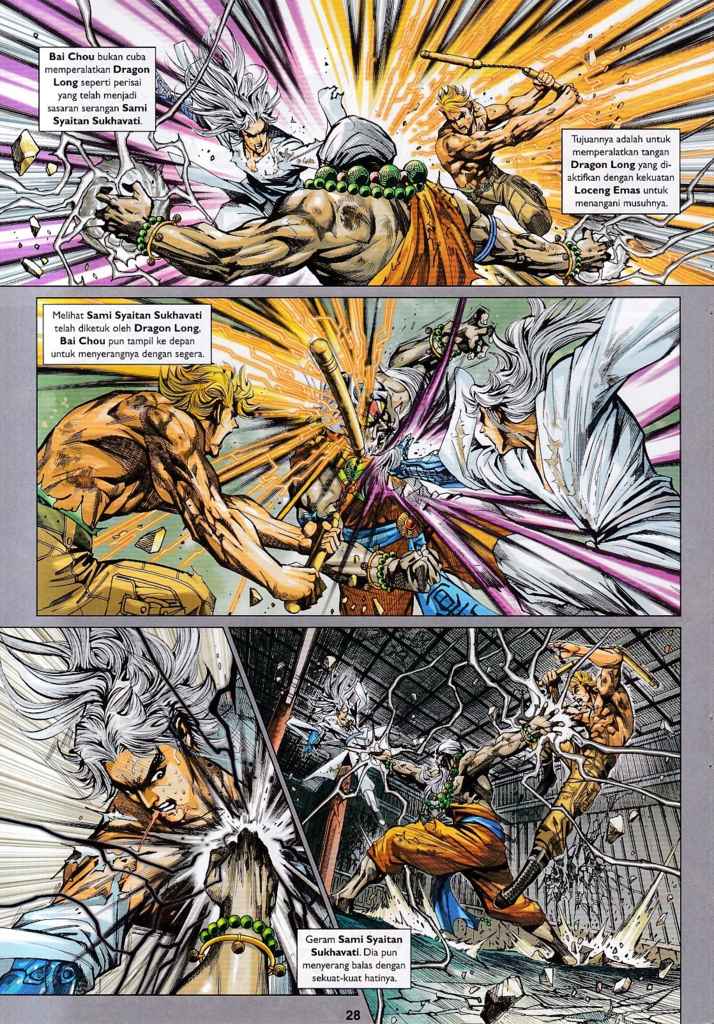 Bai Chou bukan cuba
memperalatkan Dragon
Long seperti perisai
yang telah menjadi
sasaran serangan Sami
Syaitan Sukhavati.
Tujuannya adalah untuk
memperalatkan tangan
Dragon Long yang di-
aktifkan dengan kekuatan
Loceng Emas untuk
menangani musuhnya.
Melihat Sami Syaitan Sukhavati
telah diketuk oleh Dragon Long,
Bai Chou pun tampil ke depan
untuk menyerangnya dengan segera.
Geram Sami Syaitan
Sukhavati. Dia pun
menyerang balas dengan
sekuat-kuat hatinya.
28